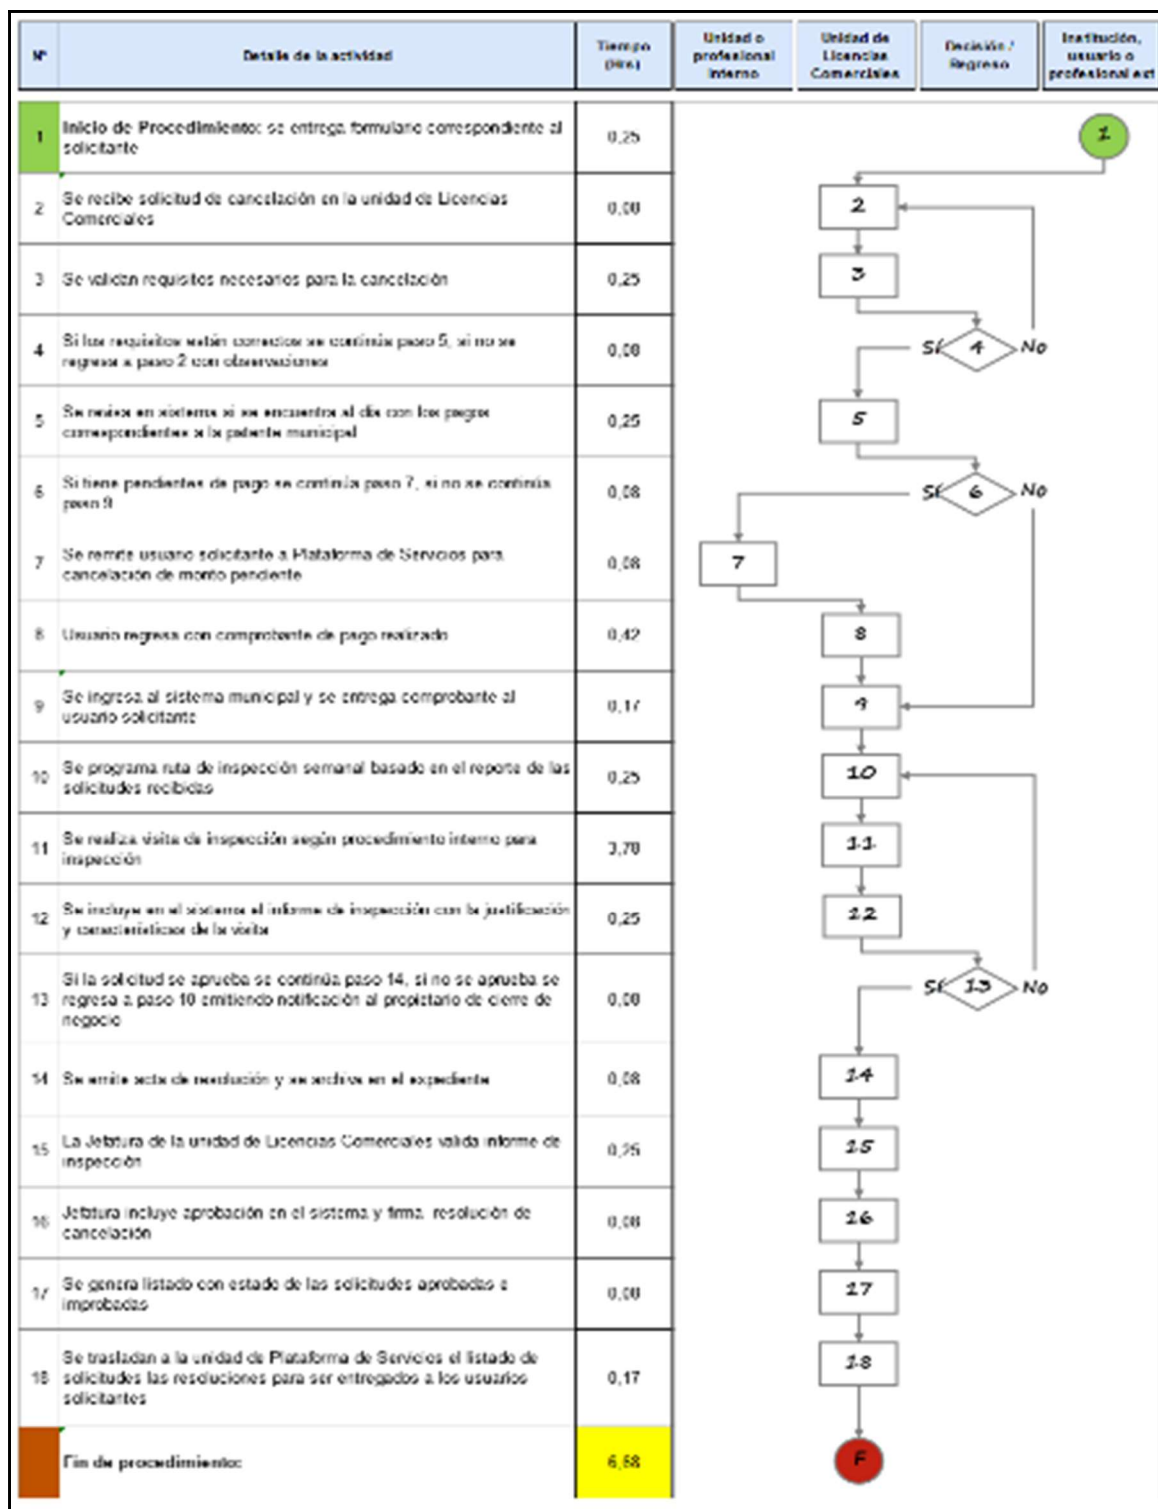 Nº
Detalle de la actividad
Tiempo
(Hrs)
Unidad o
profesional
interno
Unidad de
Licencias
Comerciales
Decisión /
Regreso
Institución,
usuario o
profesional ext
1
Inicio de Procedimiento: se entrega formulario correspondiente al
solicitante
0,25
1
2
Se recibe solicitud de cancelación en la unidad de Licencias
Comerciales
0,08
2
3
Se validan requisitos necesarios para la cancelación
0,25
3
4
Si los requisitos están correctos se continúa paso 5, si no se
regresa a paso 2 con observaciones
0,08
Sí
4
No
5
Se revisa en sistema si se encuentra al día con los pagos
correspondientes a la patente municipal
0,25
5
6
Si tiene pendientes de pago se continúa paso 7, si no se continúa
paso 9
0,08
Sí
6
No
7
Se remite usuario solicitante a Plataforma de Servicios para
cancelación de monto pendiente
0,08
7
8
Usuario regresa con comprobante de pago realizado
0,42
8
9
Se ingresa al sistema municipal y se entrega comprobante al
usuario solicitante
0,17
9
10
Se programa ruta de inspección semanal basado en el reporte de las
solicitudes recibidas
0,25
10
11
Se realiza visita de inspección según procedimiento interno para
inspección
3,78
11
12
Se incluye en el sistema el informe de inspección con la justificación
y características de la visita
0,25
12
13
Si la solicitud se aprueba se continúa paso 14, si no se aprueba se
regresa a paso 10 emitiendo notificación al propietario de cierre de
negocio
0,08
Sí
13
No
14
Se emite acta de resolución y se archiva en el expediente
0,08
14
15
La Jefatura de la unidad de Licencias Comerciales valida informe de
inspección
0,25
15
16
Jefatura incluye aprobación en el sistema y firma resolución de
cancelación
0,08
16
17
Se genera listado con estado de las solicitudes aprobadas e
improbadas
0,08
17
18
Se trasladan a la unidad de Plataforma de Servicios el listado de
solicitudes las resoluciones para ser entregados a los usuarios
solicitantes
0,17
18
Fin de procedimiento:
6,68
F